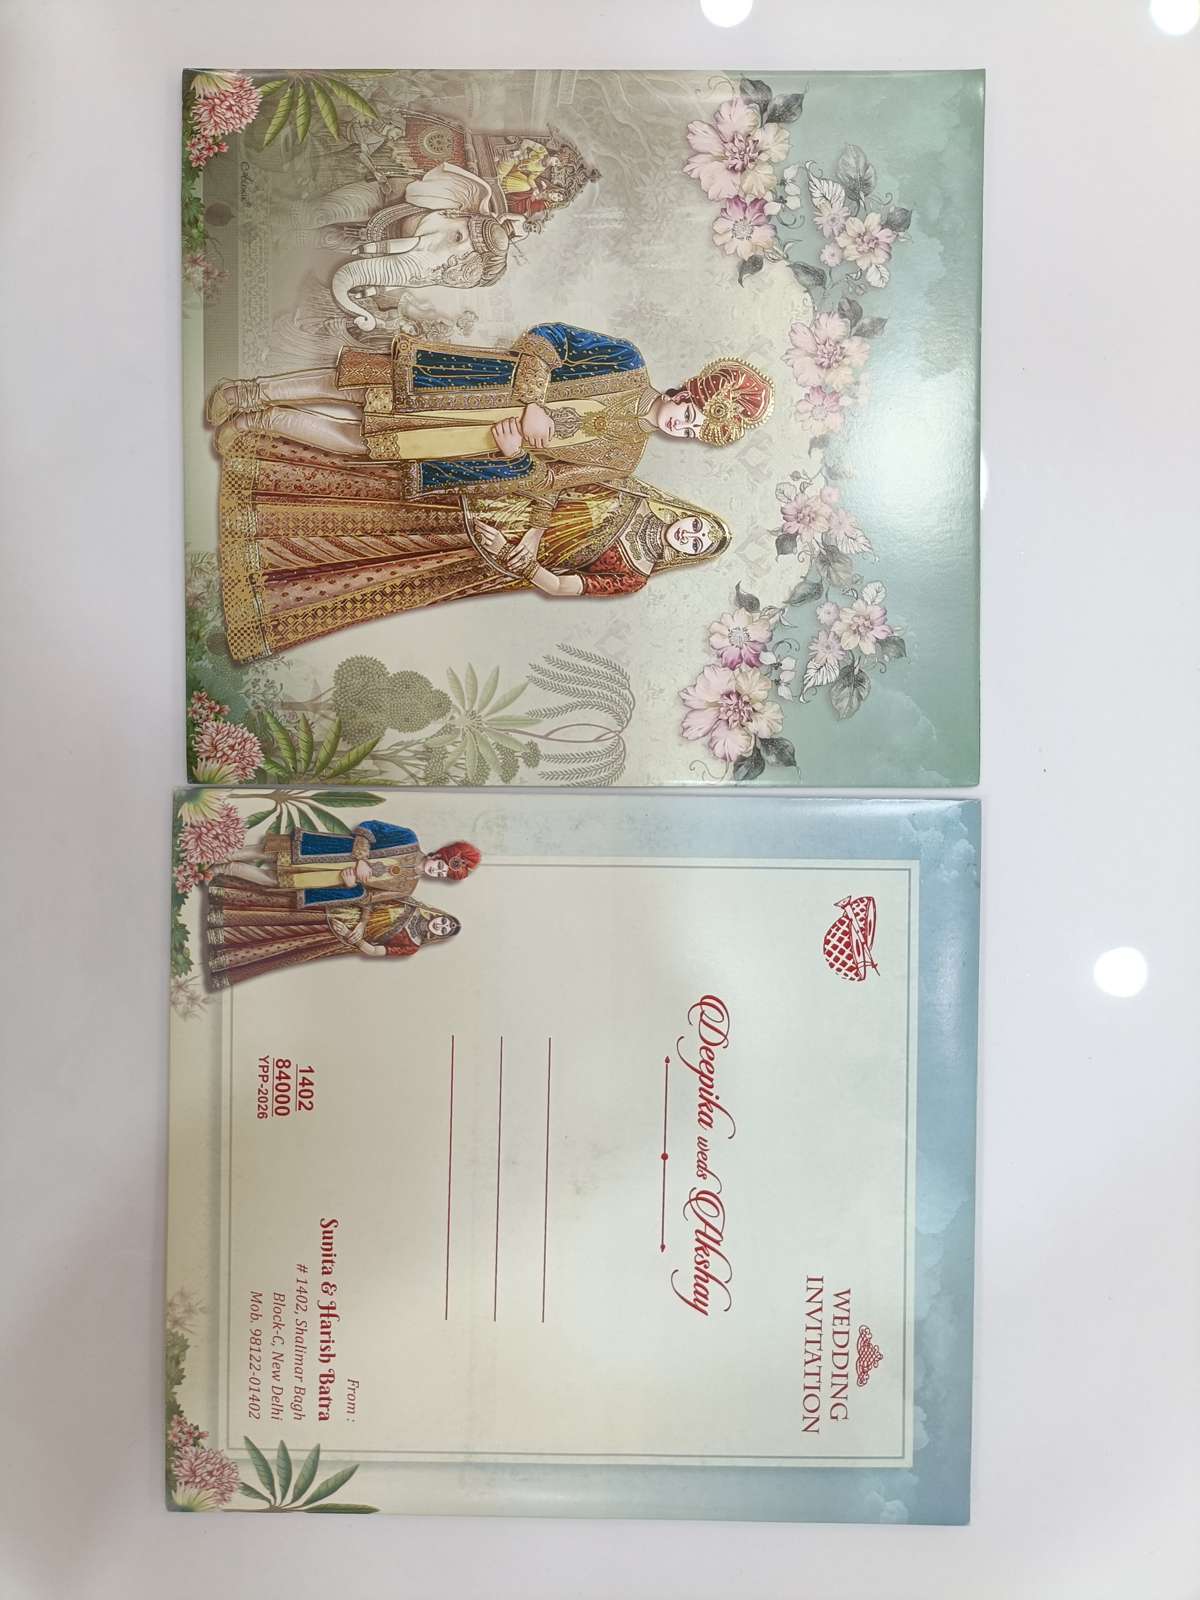 WEDDING
INVITATION
Deepika weds Akshay
From :
Sunita & Harish Batra
# 1402, Shalimar Bagh
Block-C, New Delhi
Mob. 98122-01402
1402
84000
YPP-2026